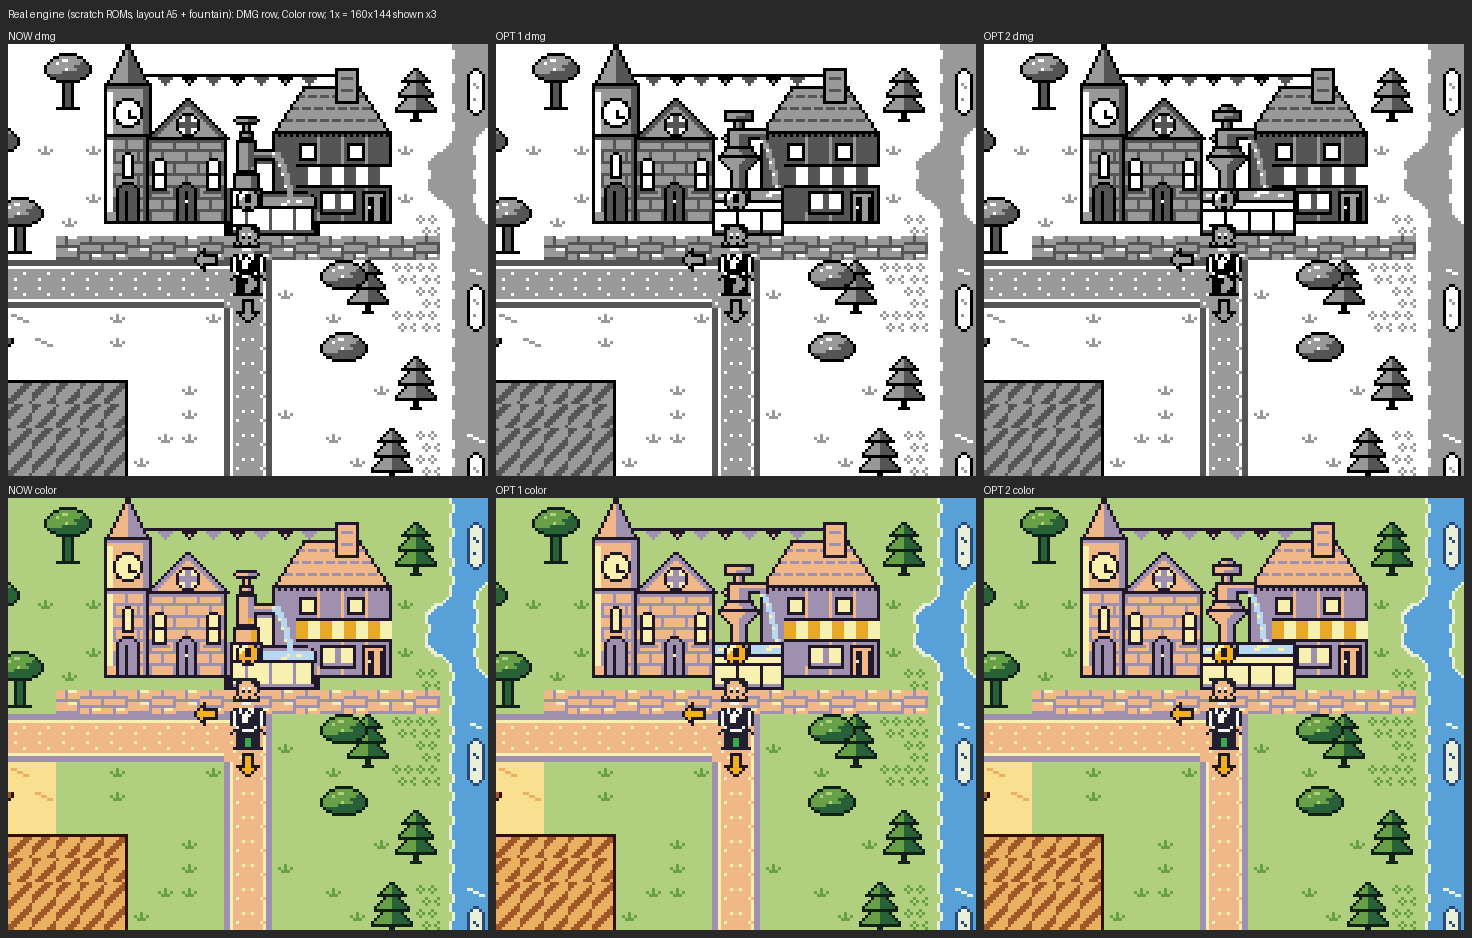 Real engine (scratch ROMs, layout A5 + fountain): DMG row, Color row; 1x = 160x144 shown x3
NOW dmg
OPT 1 dmg
OPT 2 dmg
NOW color
OPT 1 color
OPT 2 color